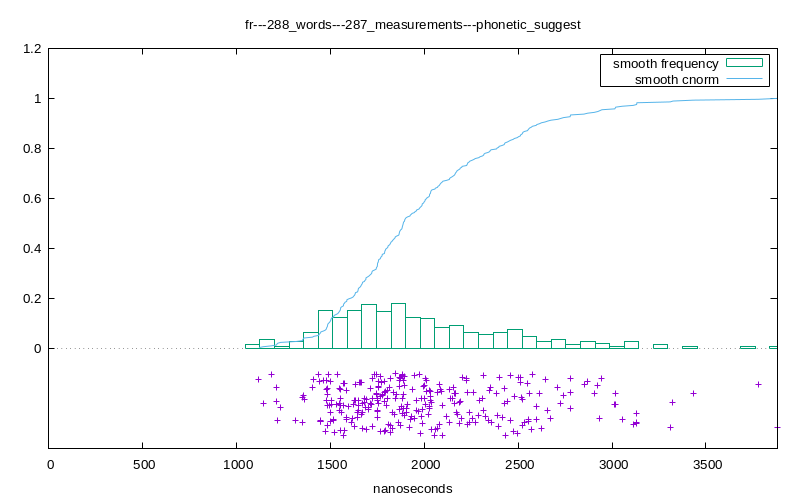 fr---288_words---287_measurements---phonetic_suggest
1.2
smooth frequency
smooth cnorm
1
0.8
0.6
0.4
0.2
0
0 500 1000 1500 2000 2500 3000 3500
nanoseconds